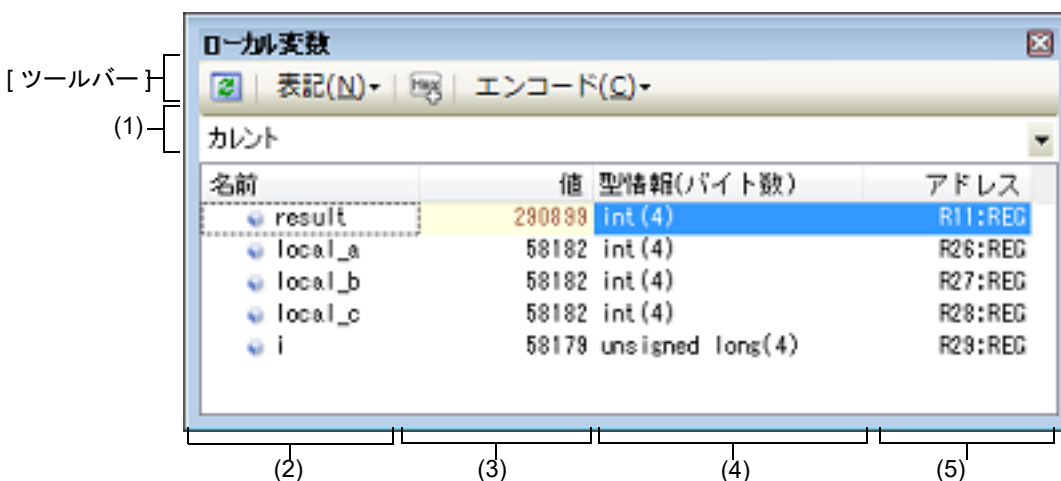 ローカル変数
[ ツールバー ]
表記(N) Hex エンコード(C)
(1)
カレント
名前 値 型情報(バイト数) アドレス
result 290899 int(4) R11:REG
local_a 58182 int(4) R26:REG
local_b 58182 int(4) R27:REG
local_c 58182 int(4) R28:REG
i 58179 unsigned long(4) R29:REG
(2) (3) (4) (5)